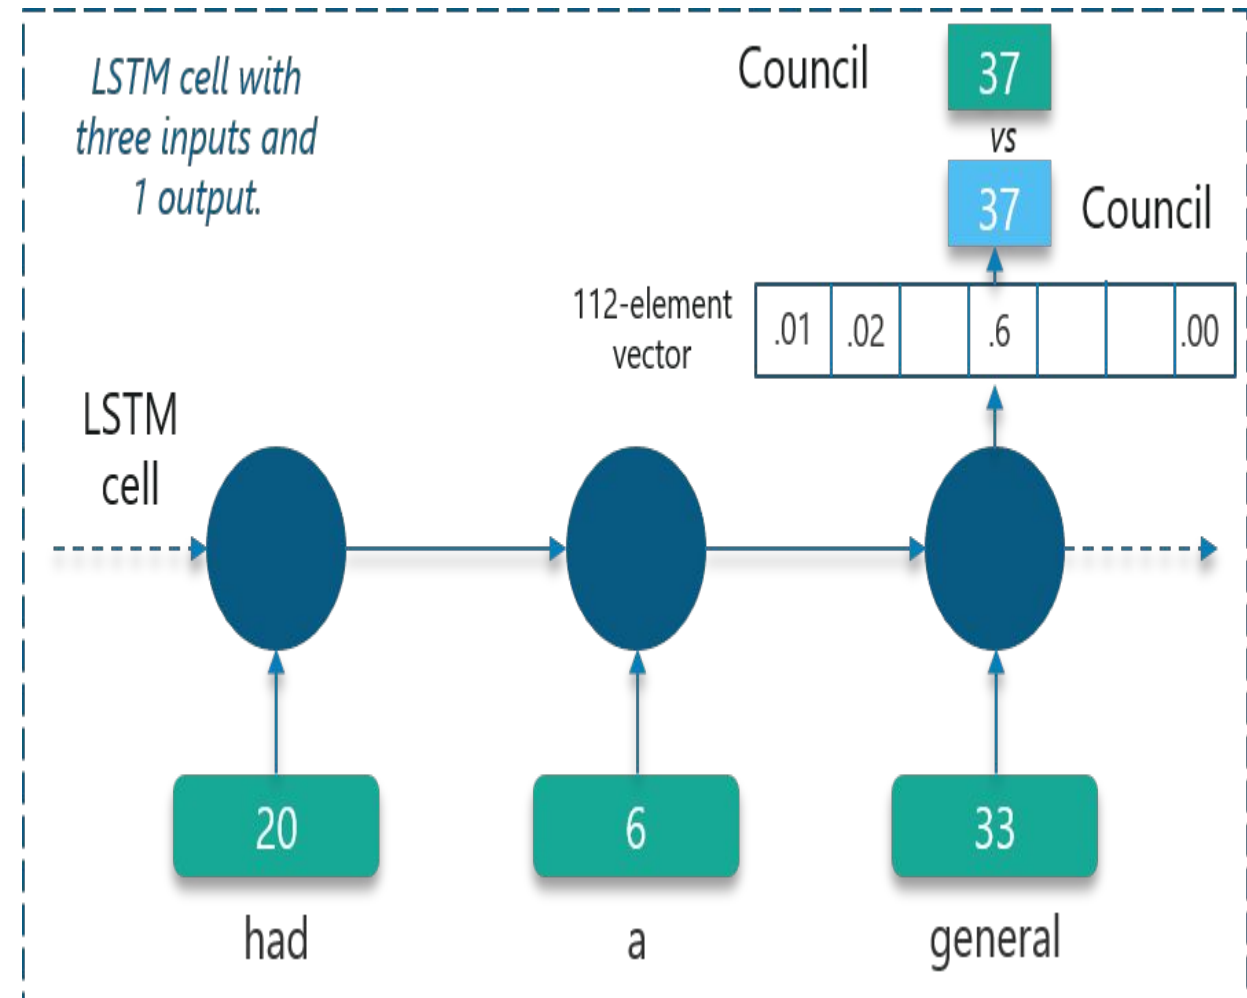 LSTM cell with
three inputs and
1 output.
Council 37
vs
37 Council
112-element
vector
.01 .02 .6 .00
LSTM
cell
20 6 33
had a general